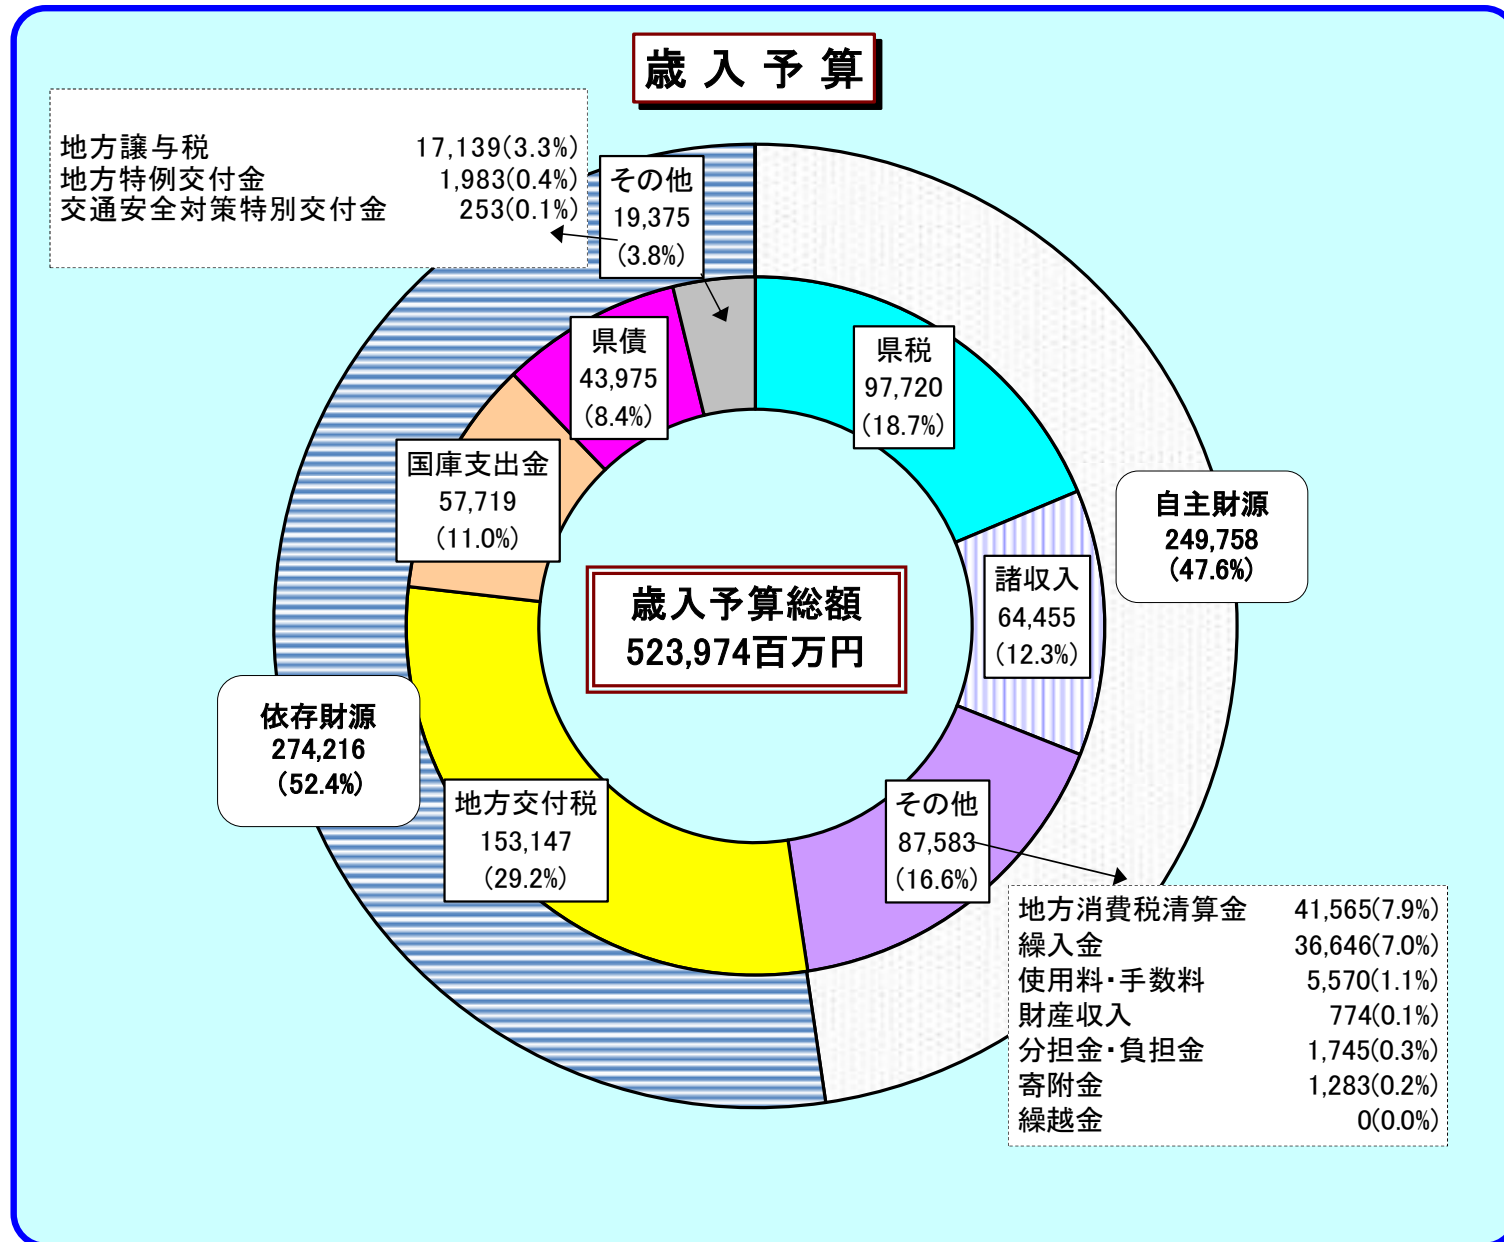 歳入予算
地方譲与税 17,139(3.3%)
地方特例交付金 1,983(0.4%)
交通安全対策特別交付金 253(0.1%)
その他
19,375
(3.8%)
県債
43,975
(8.4%)
県税
97,720
(18.7%)
国庫支出金
57,719
(11.0%)
自主財源
249,758
(47.6%)
諸収入
64,455
(12.3%)
歳入予算総額
523,974百万円
依存財源
274,216
(52.4%)
地方交付税
153,147
(29.2%)
その他
87,583
(16.6%)
地方消費税清算金 41,565(7.9%)
繰入金 36,646(7.0%)
使用料・手数料 5,570(1.1%)
財産収入 774(0.1%)
分担金・負担金 1,745(0.3%)
寄附金 1,283(0.2%)
繰越金 0(0.0%)